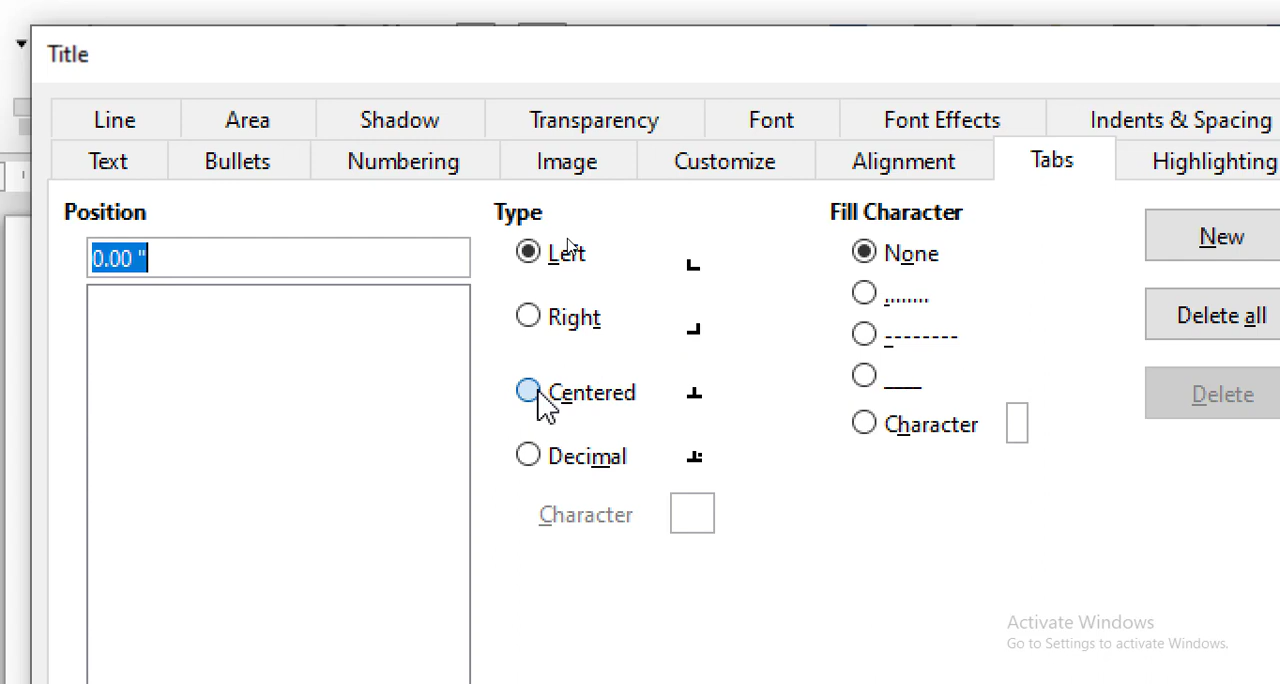 Title
Line Area Shadow Transparency Font Font Effects Indents & Spacing
Text Bullets Numbering Image Customize Alignment Tabs Highlighting
Position Type Fill Character
0.00 " Left None New
Right ........ Delete all
--------
Centered ____ Delete
Decimal Character
Character
Activate Windows
Go to Settings to activate Windows.